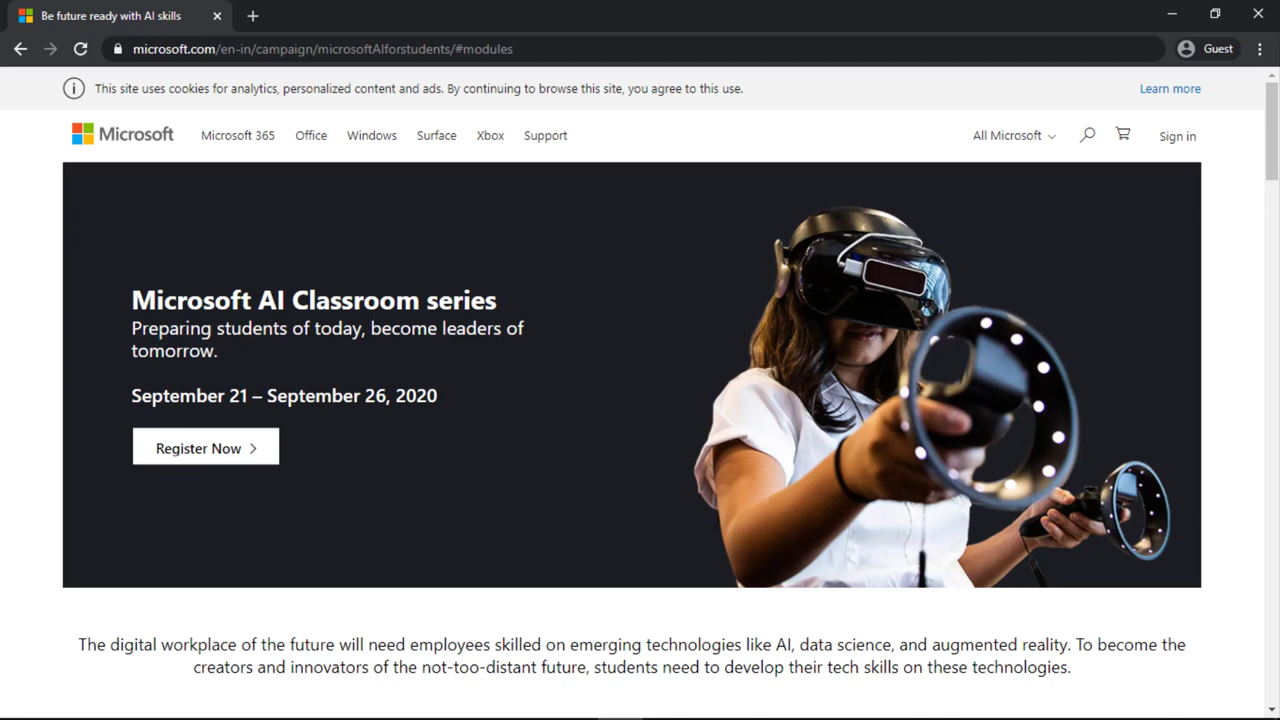 Be future ready with AI skills
microsoft.com/en-in/campaign/microsoftAIforstudents/#modules
Guest
This site uses cookies for analytics, personalized content and ads. By continuing to browse this site, you agree to this use.
Learn more
Microsoft
Microsoft 365
Office
Windows
Surface
Xbox
Support
All Microsoft
Sign in
Microsoft AI Classroom series
Preparing students of today, become leaders of
tomorrow.
September 21 – September 26, 2020
Register Now
The digital workplace of the future will need employees skilled on emerging technologies like AI, data science, and augmented reality. To become the
creators and innovators of the not-too-distant future, students need to develop their tech skills on these technologies.